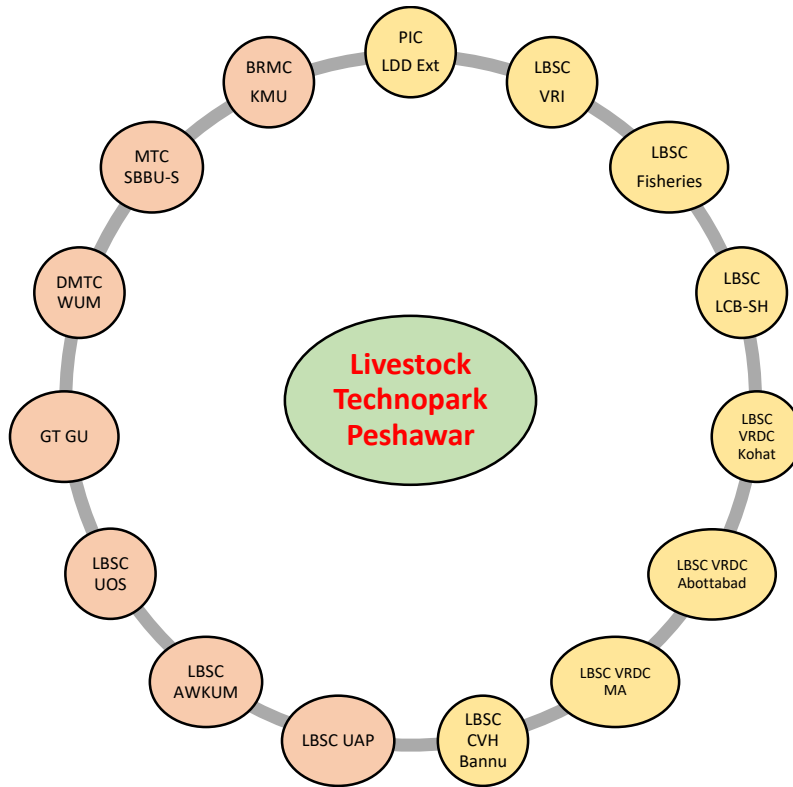 PIC
LDD Ext
LBSC
VRI
LBSC
Fisheries
LBSC
LCB-SH
LBSC
VRDC
Kohat
LBSC VRDC
Abottabad
LBSC VRDC
MA
LBSC
CVH
Bannu
LBSC UAP
LBSC
AWKUM
LBSC
UOS
GT GU
DMTC
WUM
MTC
SBBU-S
BRMC
KMU
Livestock
Technopark
Peshawar